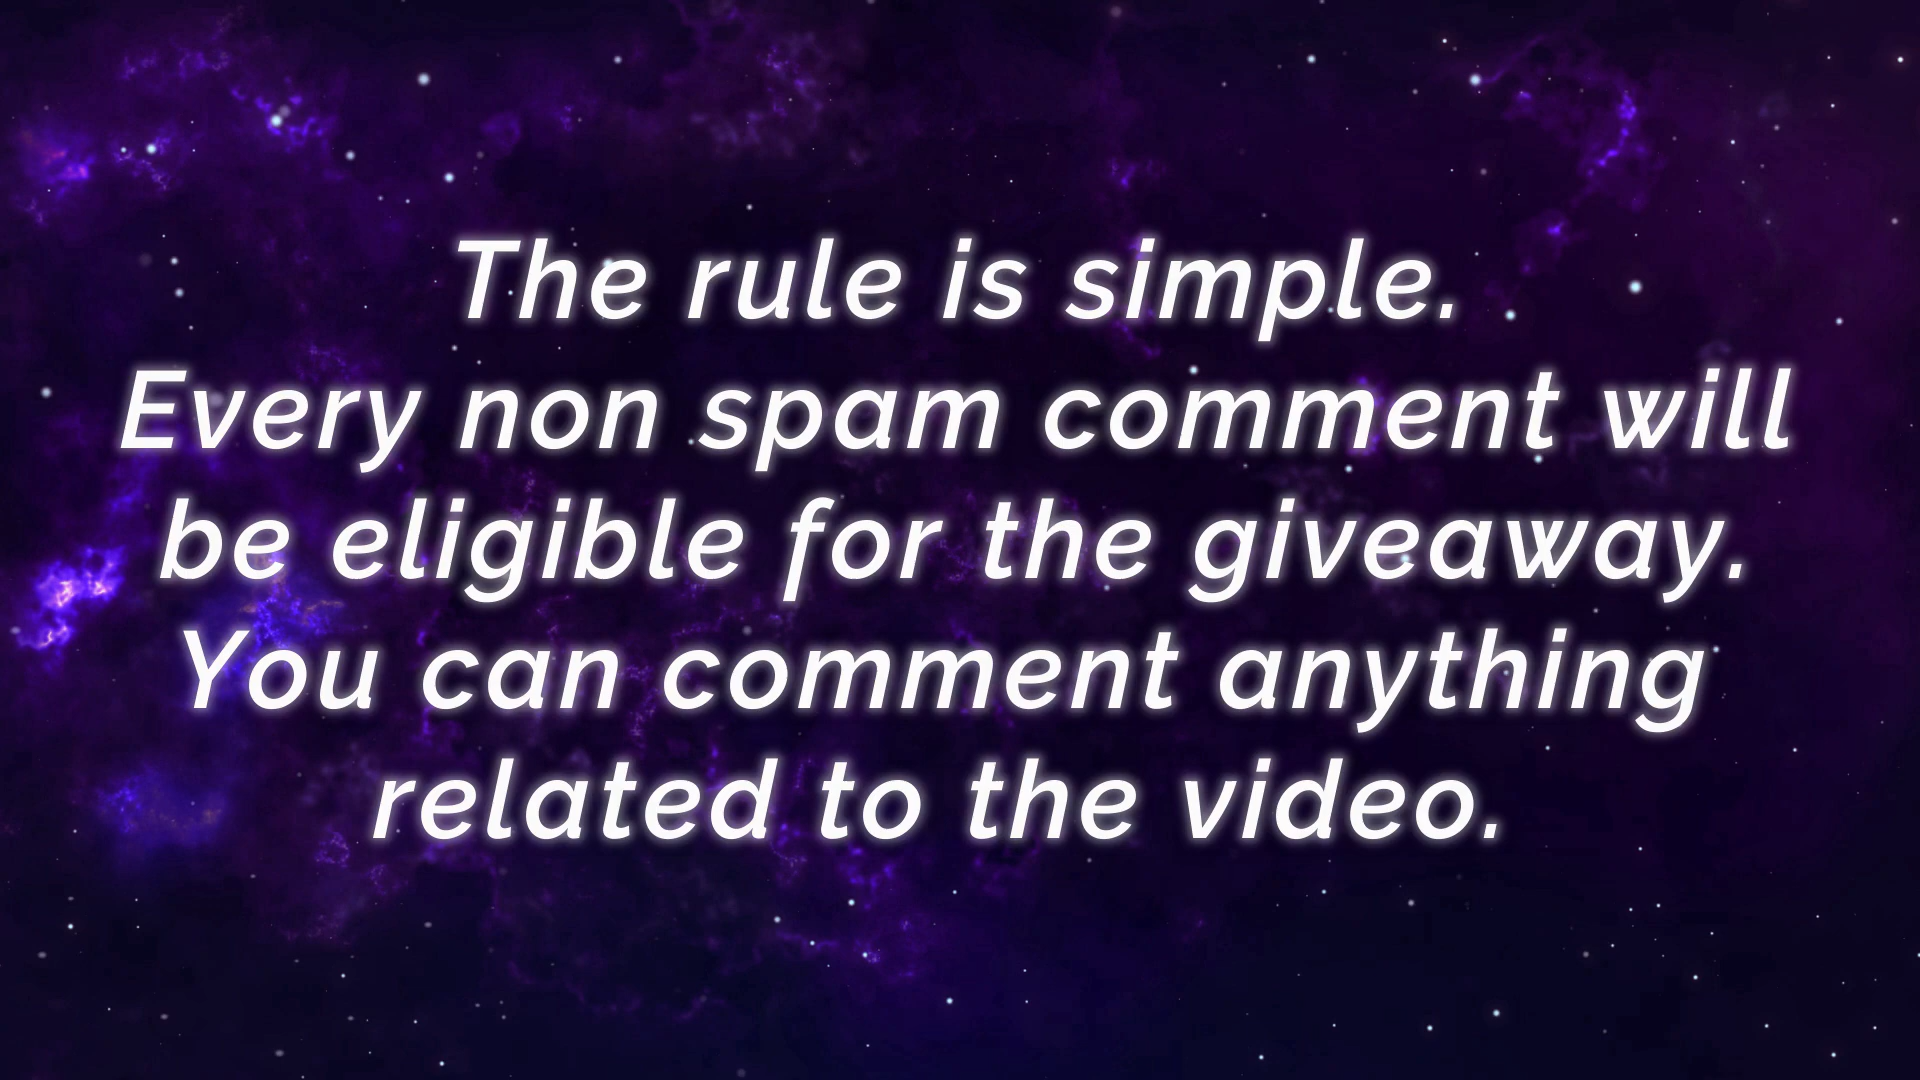 The rule is simple.
Every non spam comment will
be eligible for the giveaway.
You can comment anything
related to the video.